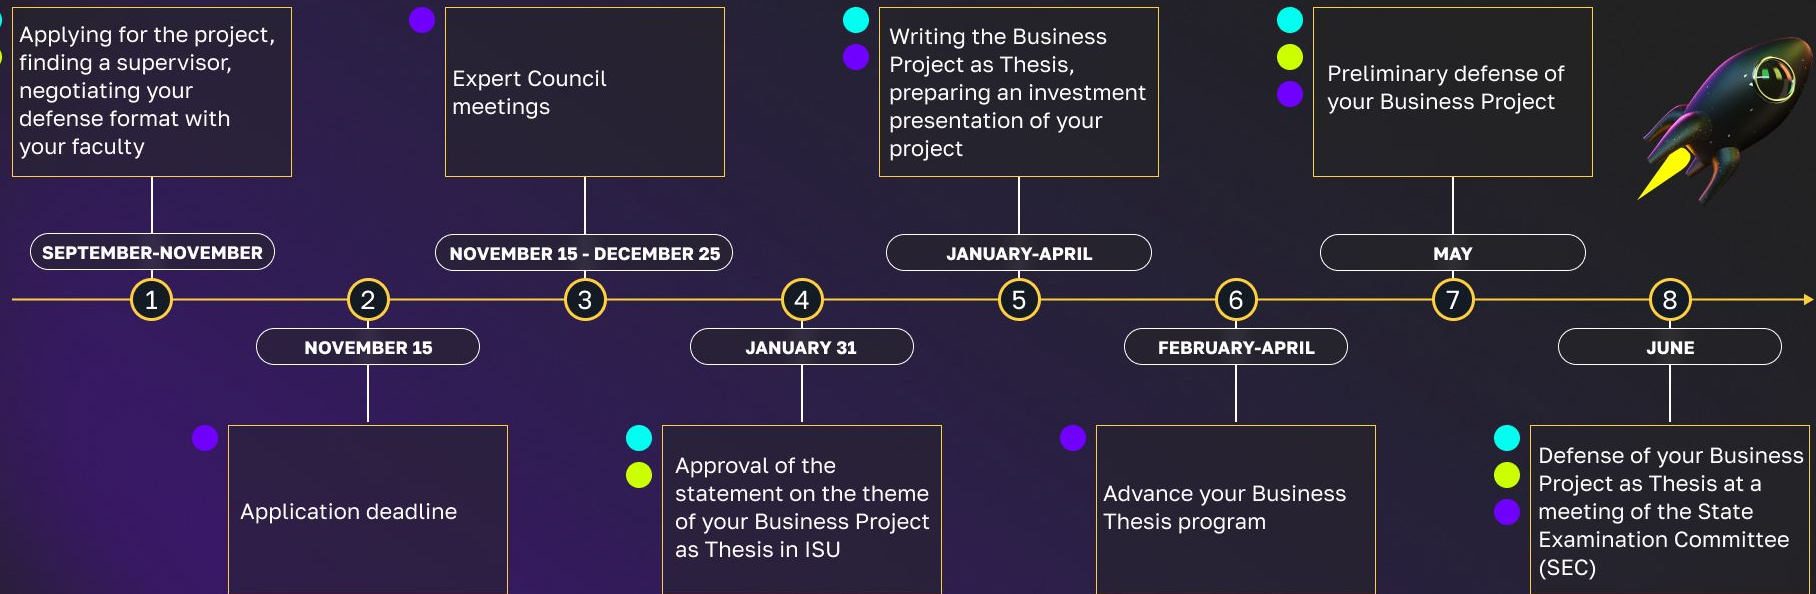 Applying for the project,
finding a supervisor,
negotiating your
defense format with
your faculty
SEPTEMBER-NOVEMBER
1
2
NOVEMBER 15
Application deadline
Expert Council
meetings
NOVEMBER 15 - DECEMBER 25
3
4
JANUARY 31
Approval of the
statement on the theme
of your Business Project
as Thesis in ISU
Writing the Business
Project as Thesis,
preparing an investment
presentation of your
project
JANUARY-APRIL
5
6
FEBRUARY-APRIL
Advance your Business
Thesis program
Preliminary defense of
your Business Project
MAY
7
8
JUNE
Defense of your Business
Project as Thesis at a
meeting of the State
Examination Committee
(SEC)